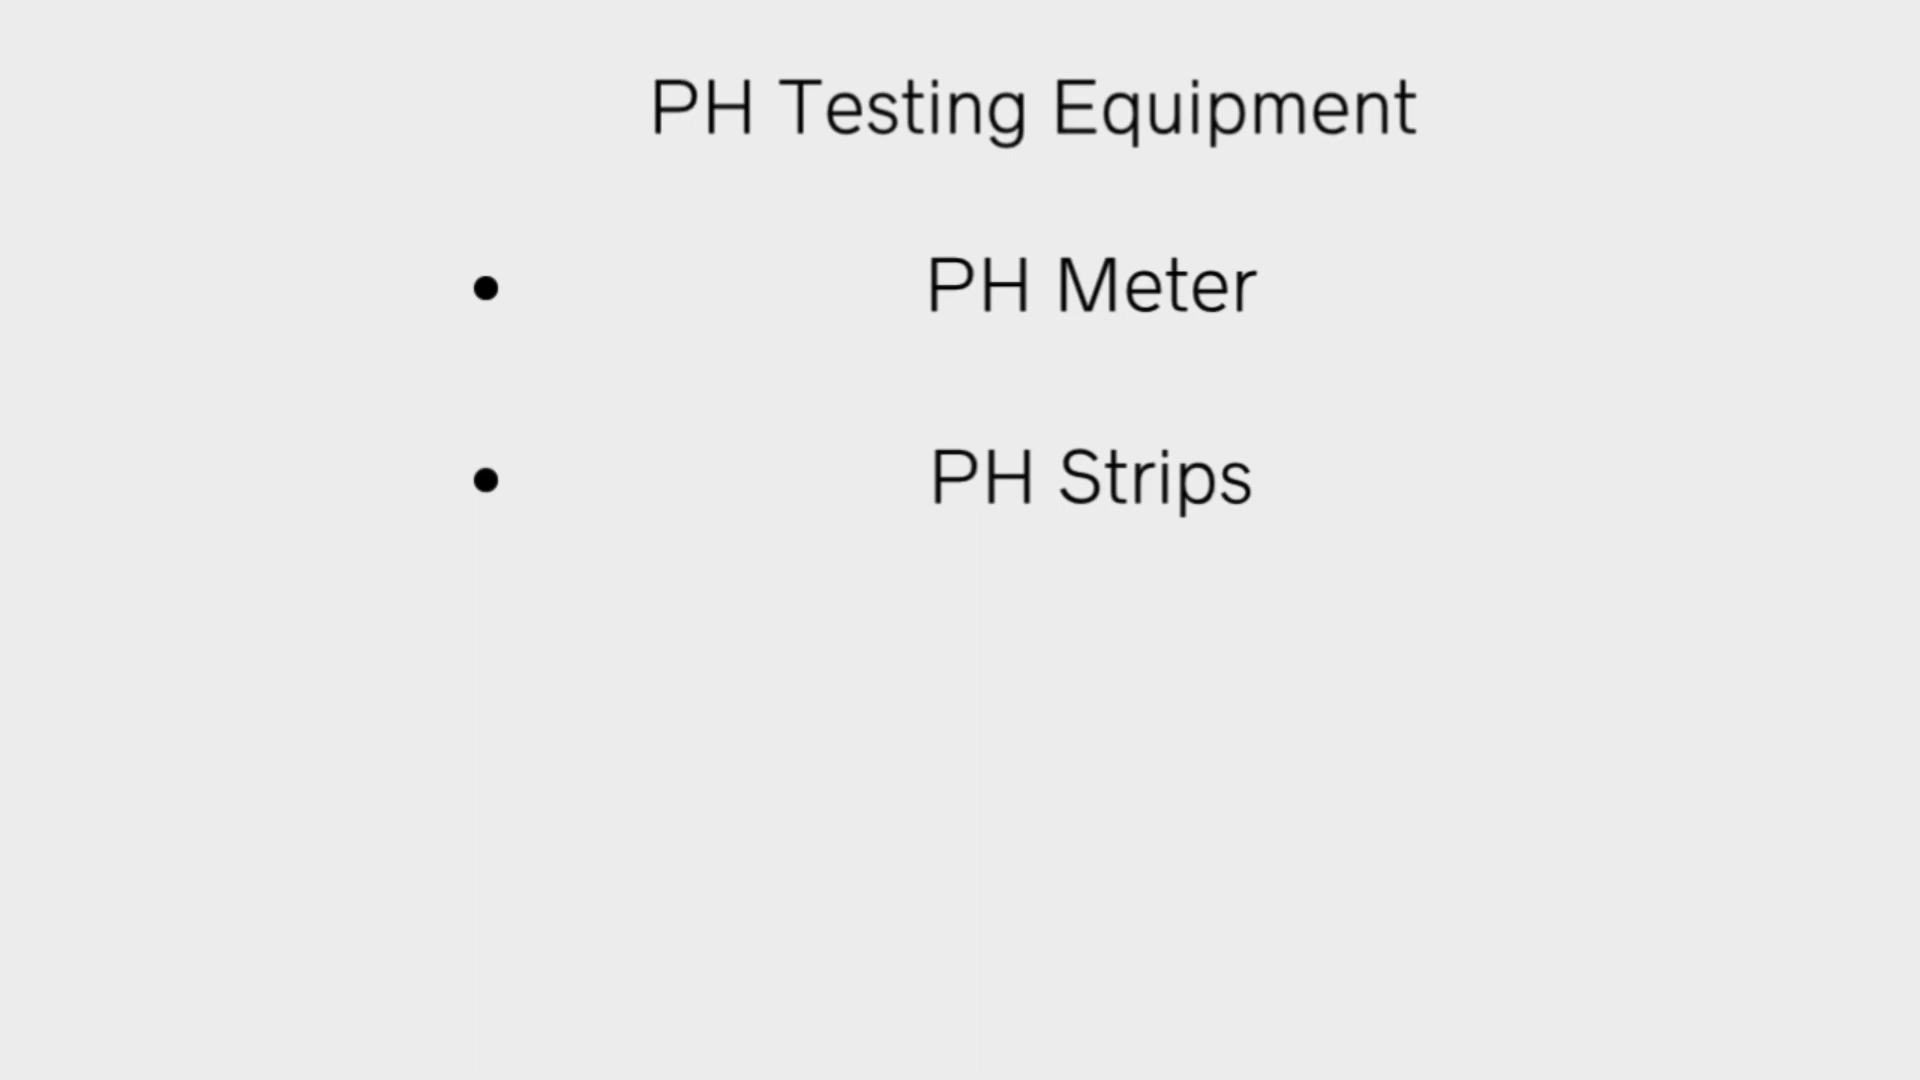 PH Testing Equipment
• PH Meter
• PH Strips